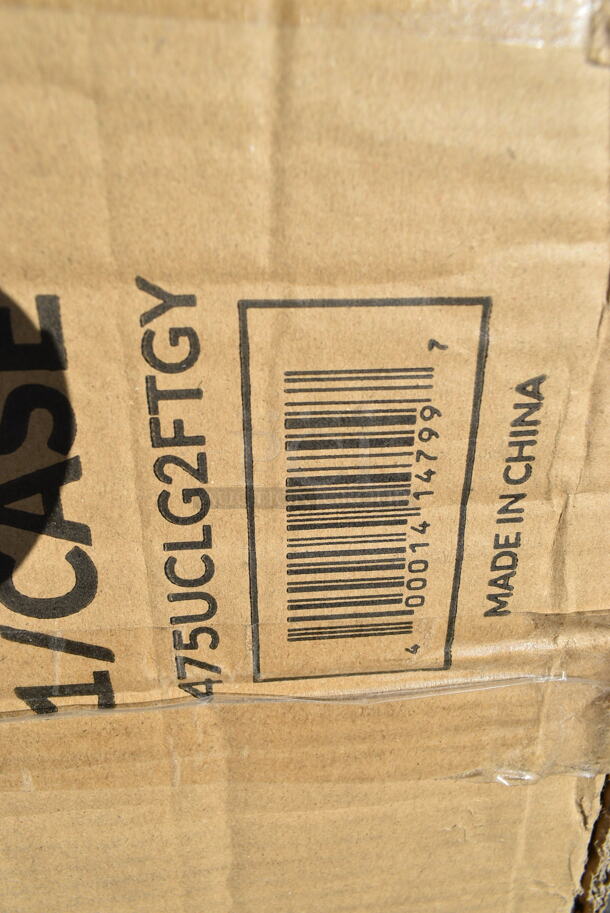 1/CASE
475UCLG2FTGY
4 00014 14799 7
MADE IN CHINA